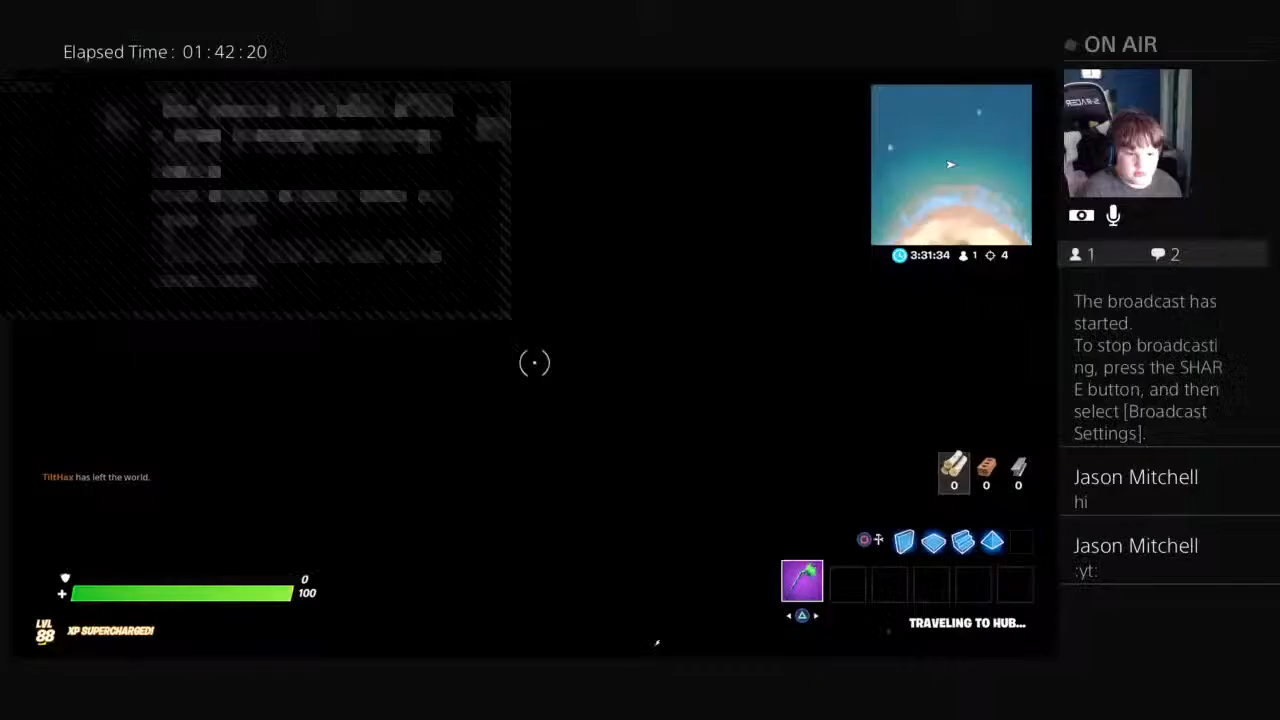 Elapsed Time: 01:42:20
ON AIR
3:31:34 1 4
1 2
The broadcast has
started.
To stop broadcasti
ng, press the SHAR
E button, and then
select [Broadcast
Settings].
Jason Mitchell
hi
Jason Mitchell
:yt:
TiltHax has left the world.
0 0 0
0
100
LVL
88
XP SUPERCHARGED!
TRAVELING TO HUB...